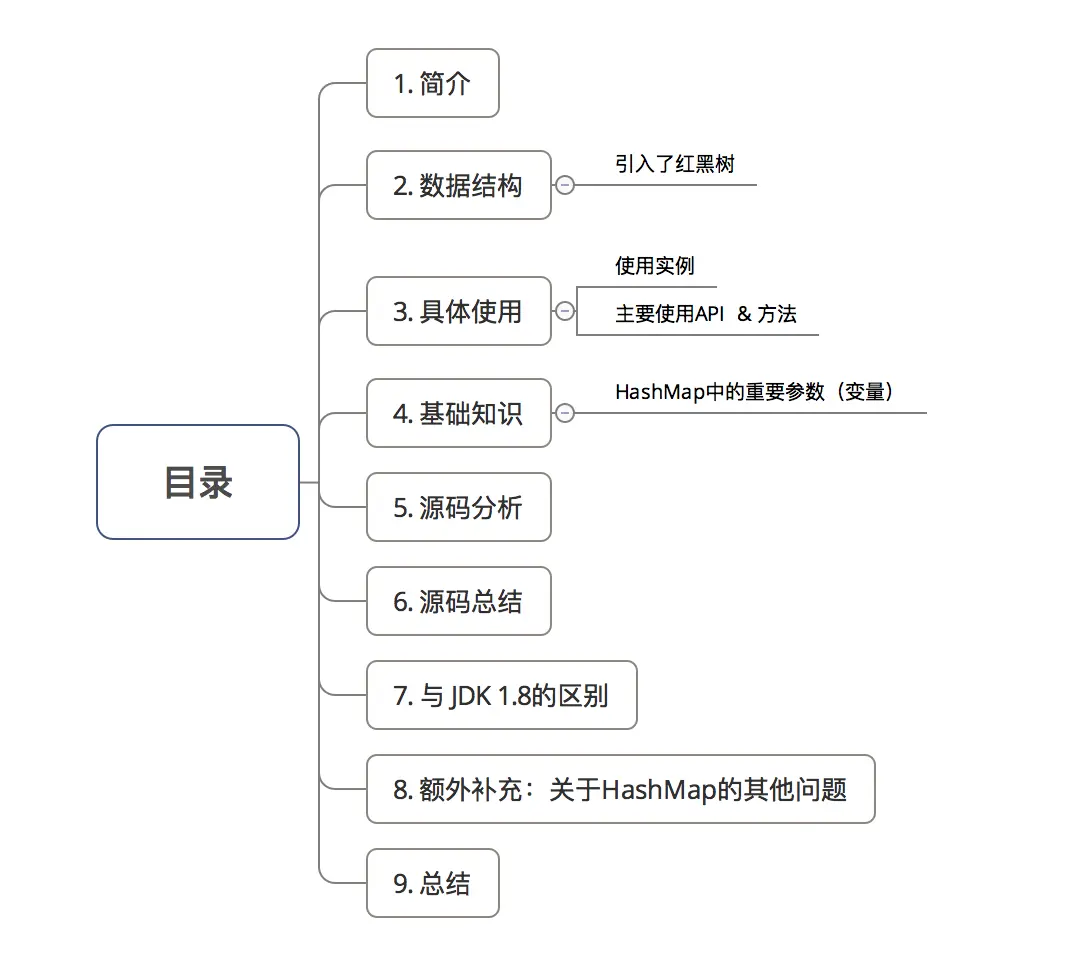 目录
1. 简介
2. 数据结构
引入了红黑树
3. 具体使用
使用实例
主要使用API & 方法
4. 基础知识
HashMap中的重要参数（变量）
5. 源码分析
6. 源码总结
7. 与 JDK 1.8的区别
8. 额外补充：关于HashMap的其他问题
9. 总结